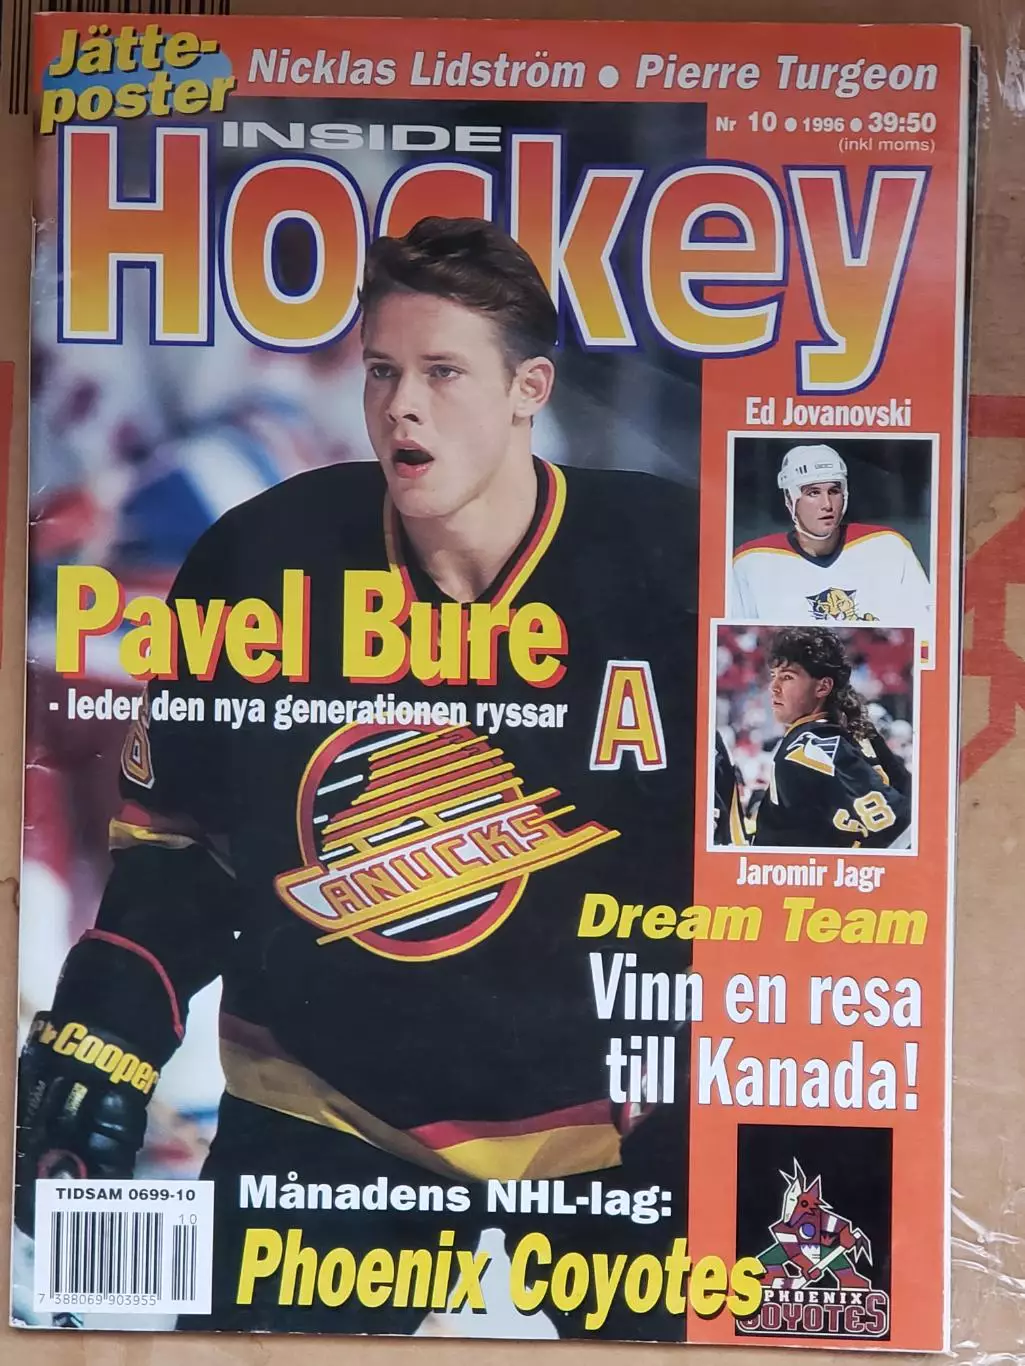 Jätte-
poster
Nicklas Lidström • Pierre Turgeon
Nr 10 • 1996 • 39:50
(inkl moms)
INSIDE
Hockey
Ed Jovanovski
Pavel Bure
- leder den nya generationen ryssar
A
CANUCKS
68
Jaromir Jagr
Dream Team
Vinn en resa
till Kanada!
Cooper
Månadens NHL-lag:
Phoenix Coyotes
PHOENIX
COYOTES
TIDSAM 0699-10
10
7 388069 903955